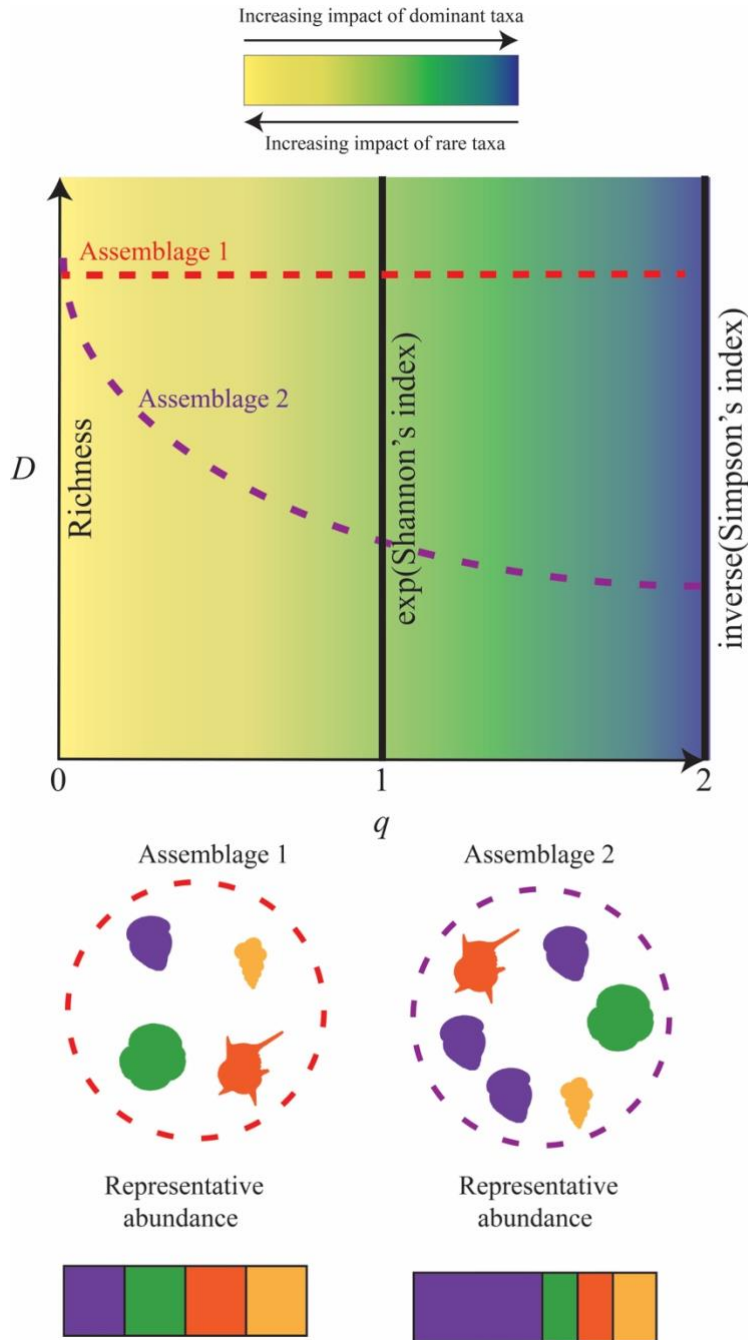 Increasing impact of dominant taxa
Increasing impact of rare taxa
Assemblage 1
Assemblage 2
D
Richness
exp(Shannon's index)
inverse(Simpson's index)
0
1
2
q
Assemblage 1
Assemblage 2
Representative
abundance
Representative
abundance